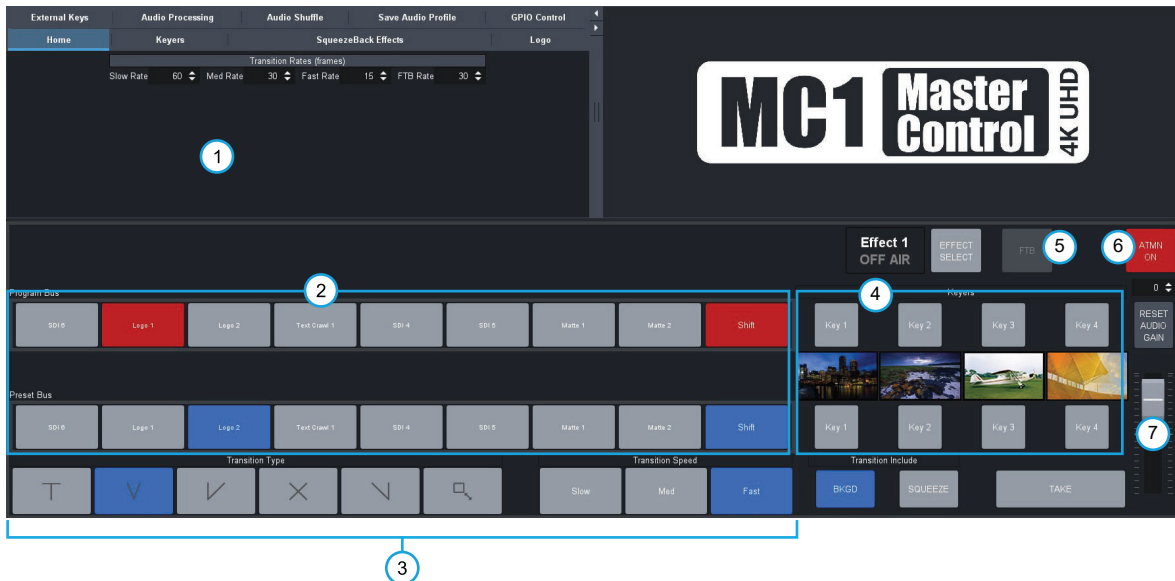 External Keys Audio Processing Audio Shuffle Save Audio Profile GPIO Control
Home Keyers SqueezeBack Effects Logo
Transition Rates (frames)
Slow Rate 60 Med Rate 30 Fast Rate 15 FTB Rate 30
1
MC1 Master Control 4K UHD
Effect 1
OFF AIR
EFFECT
SELECT
FTB
5
6
ATMN
ON
Program Bus
2
4
Keyers
0
SDI 6 Logo 1 Logo 2 Text Crawl 1 SDI 4 SDI 5 Matte 1 Matte 2 Shift
Key 1 Key 2 Key 3 Key 4
RESET
AUDIO
GAIN
Preset Bus
SDI 6 Logo 1 Logo 2 Text Crawl 1 SDI 4 SDI 5 Matte 1 Matte 2 Shift
Key 1 Key 2 Key 3 Key 4
7
Transition Type Transition Speed Transition Include
Slow Med Fast BKGD SQUEEZE TAKE
3